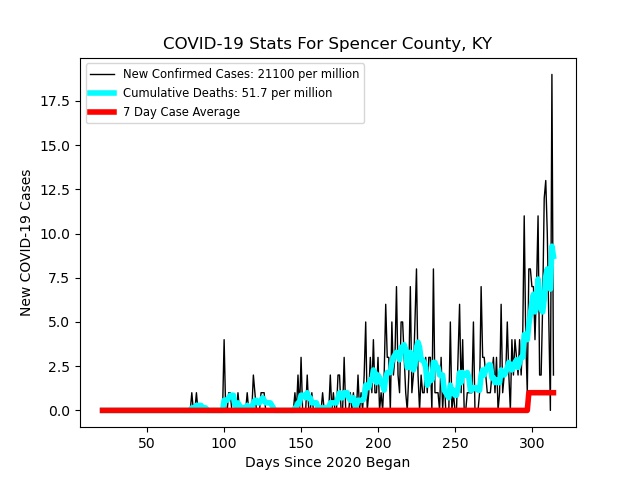 COVID-19 Stats For Spencer County, KY
New Confirmed Cases: 21100 per million
Cumulative Deaths: 51.7 per million
7 Day Case Average
New COVID-19 Cases
17.5
15.0
12.5
10.0
7.5
5.0
2.5
0.0
50 100 150 200 250 300
Days Since 2020 Began